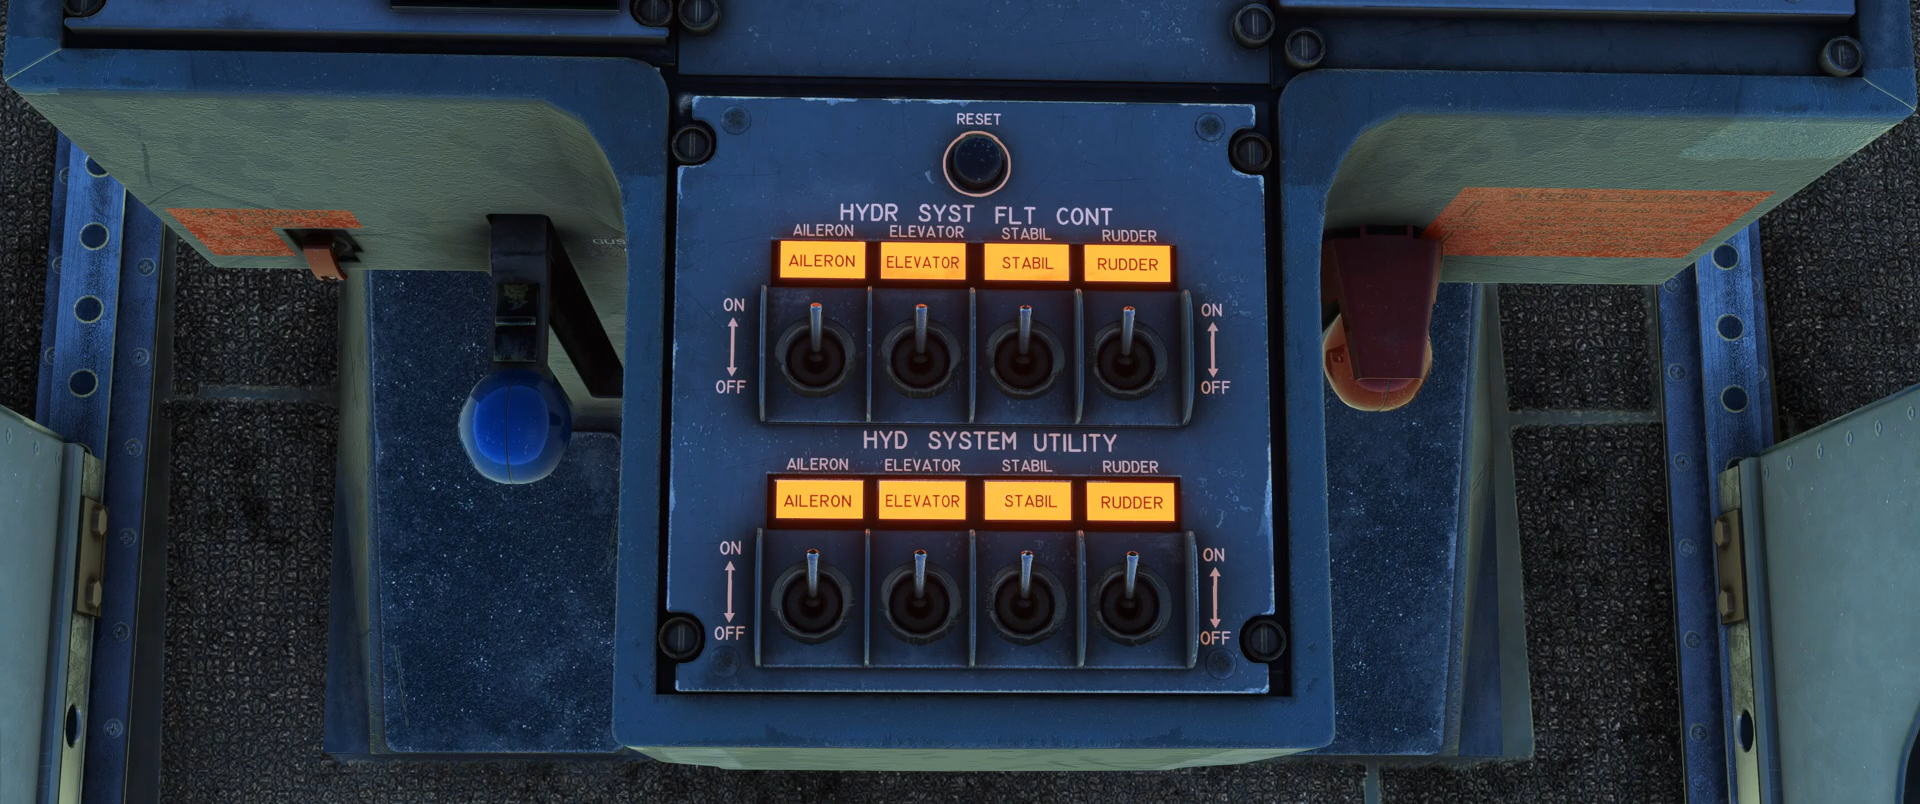 RESET
HYDR SYST FLT CONT
AILERON ELEVATOR STABIL RUDDER
AILERON ELEVATOR STABIL RUDDER
ON ON
OFF OFF
HYD SYSTEM UTILITY
AILERON ELEVATOR STABIL RUDDER
AILERON ELEVATOR STABIL RUDDER
ON ON
OFF OFF